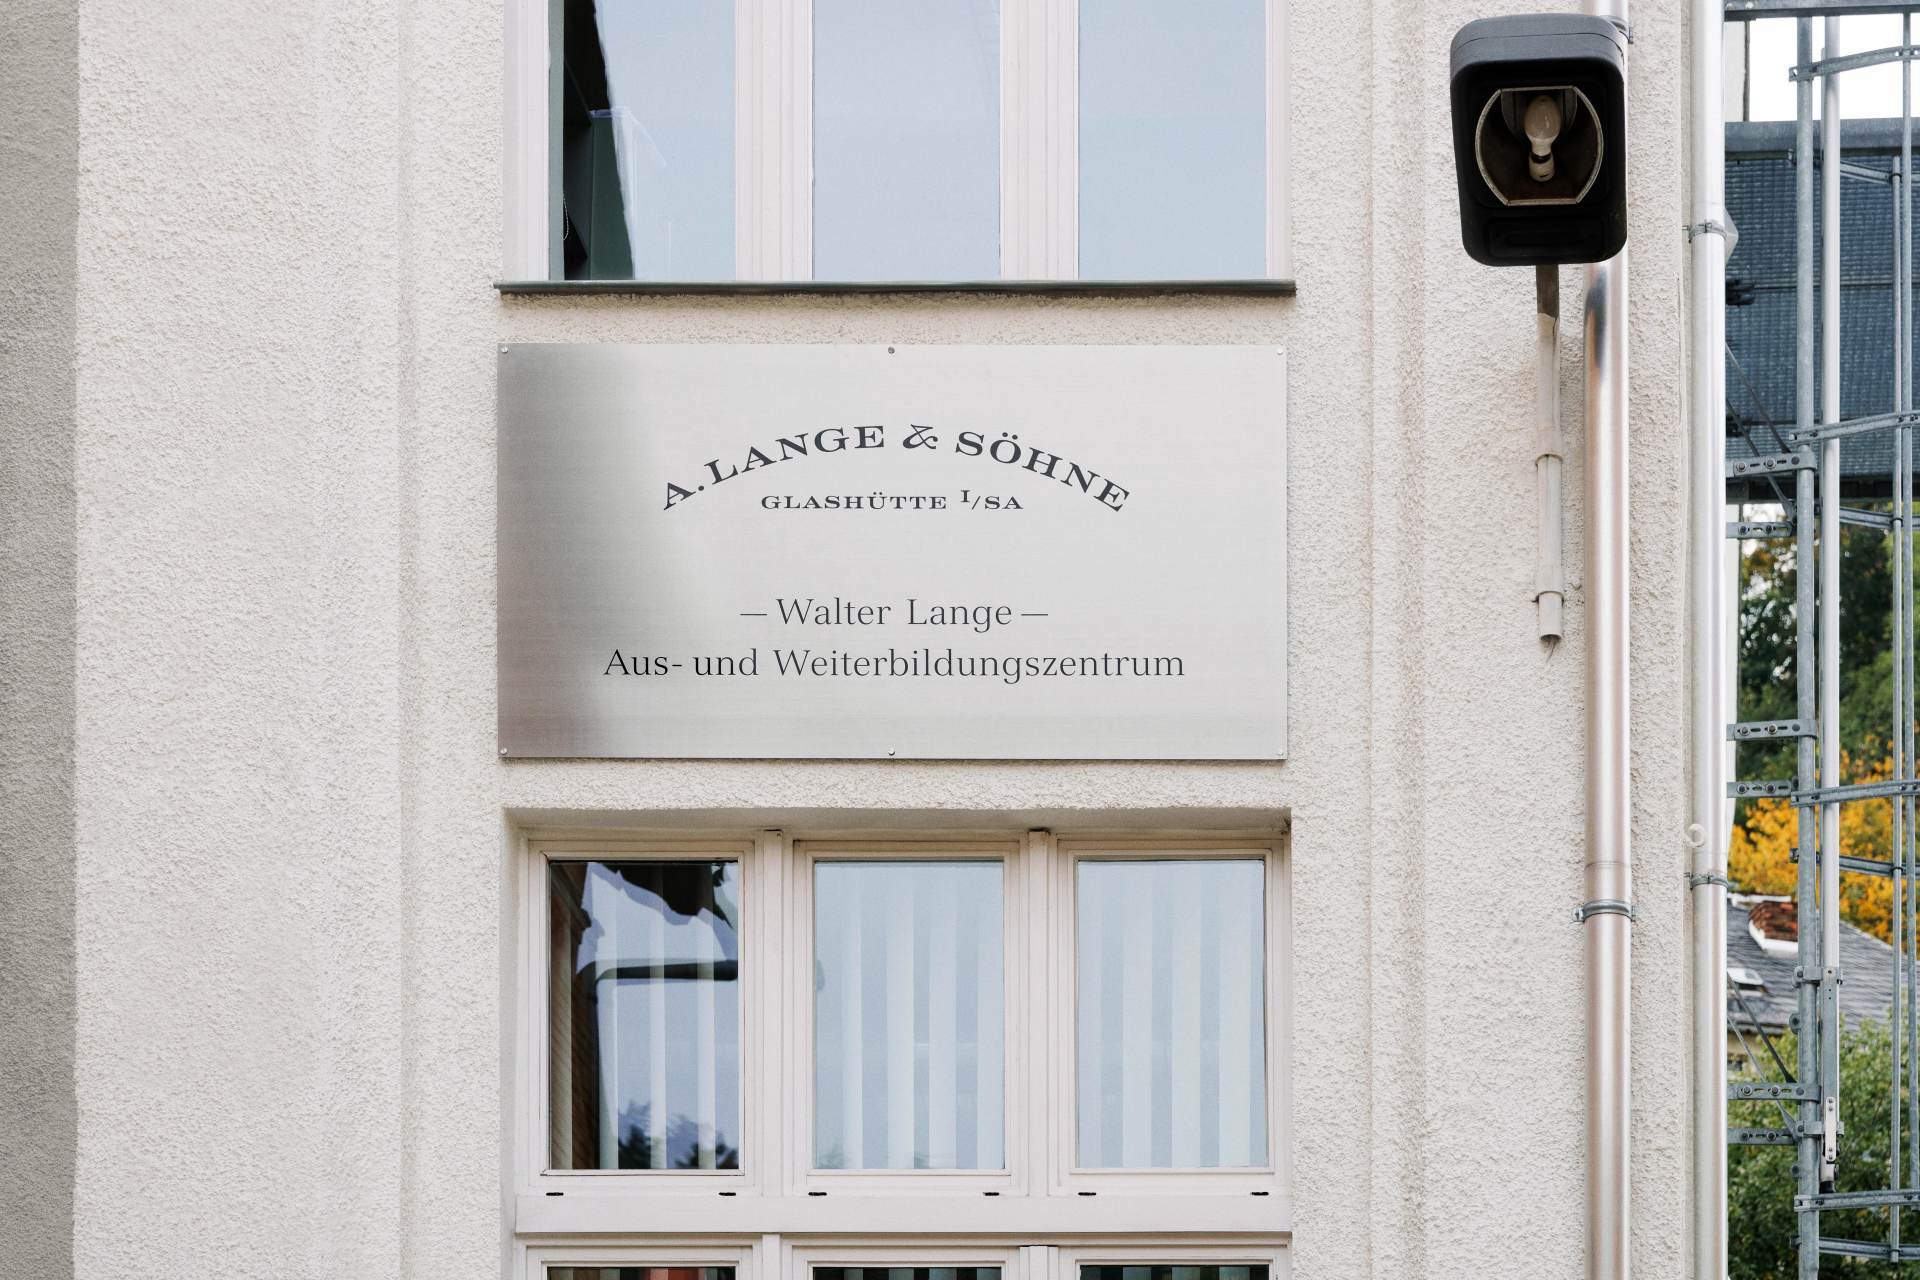 A. LANGE & SÖHNE
GLASHÜTTE I/SA
— Walter Lange —
Aus- und Weiterbildungszentrum